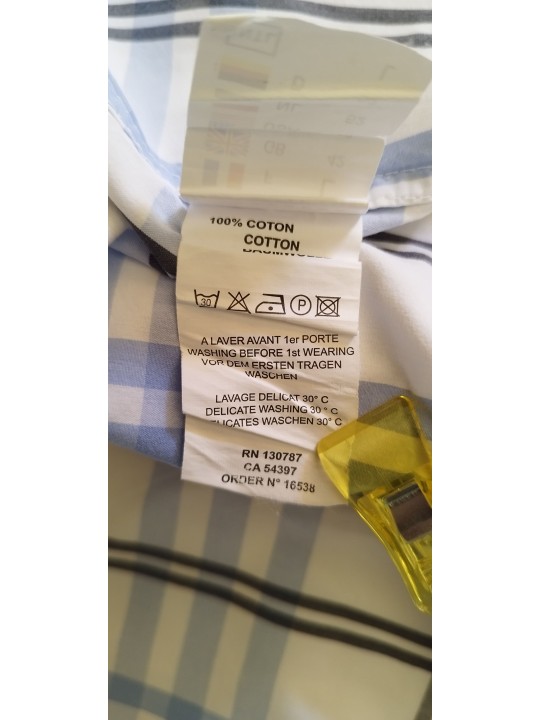 100% COTON
COTTON
30
P
A LAVER AVANT 1er PORTE
WASHING BEFORE 1st WEARING
VOR DEM ERSTEN TRAGEN
WASCHEN
LAVAGE DELICAT 30° C
DELICATE WASHING 30 ° C
WASCHEN 30° C
RN 130787
CA 54397
ORDER N° 16538